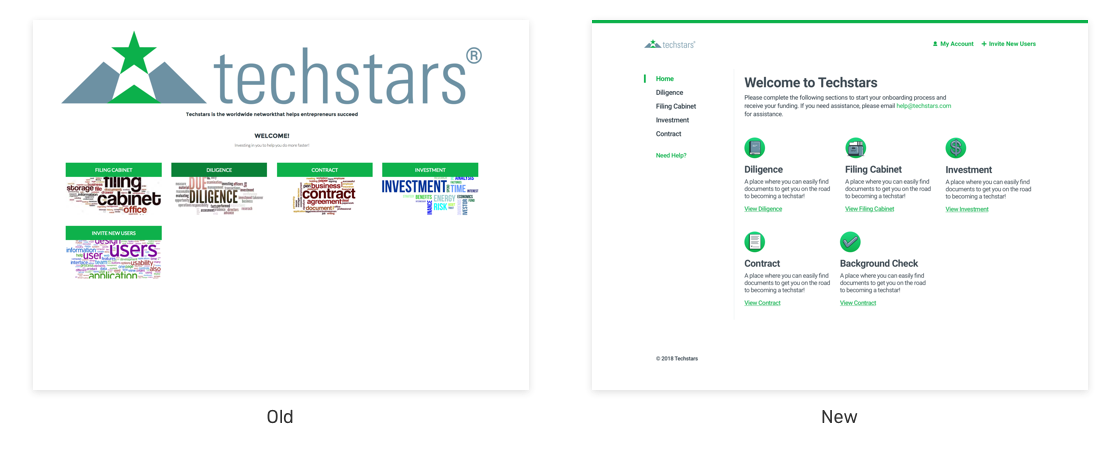 techstars®
Techstars is the worldwide networkthat helps entrepreneurs succeed
WELCOME!
Investing in you to help you do more faster!
FILING CABINET
DILIGENCE
CONTRACT
INVESTMENT
storage file filing
cabinet
office
DUE
DILIGENCE
business
contract
agreement
document
ANALYSIS
INVESTMENT TIME
BENEFITS ENERGY
RISK
FINANCE
INVESTOR
INVITE NEW USERS
design
information users
user
interface usability
also
application
Old
techstars
My Account
Invite New Users
Home
Diligence
Filing Cabinet
Investment
Contract
Need Help?
Welcome to Techstars
Please complete the following sections to start your onboarding process and
receive your funding. If you need assistance, please email help@techstars.com
for assistance.
Diligence
A place where you can easily find
documents to get you on the road
to becoming a techstar!
View Diligence
Filing Cabinet
A place where you can easily find
documents to get you on the road
to becoming a techstar!
View Filing Cabinet
Investment
A place where you can easily find
documents to get you on the road
to becoming a techstar!
View Investment
Contract
A place where you can easily find
documents to get you on the road
to becoming a techstar!
View Contract
Background Check
A place where you can easily find
documents to get you on the road
to becoming a techstar!
View Contract
© 2018 Techstars
New